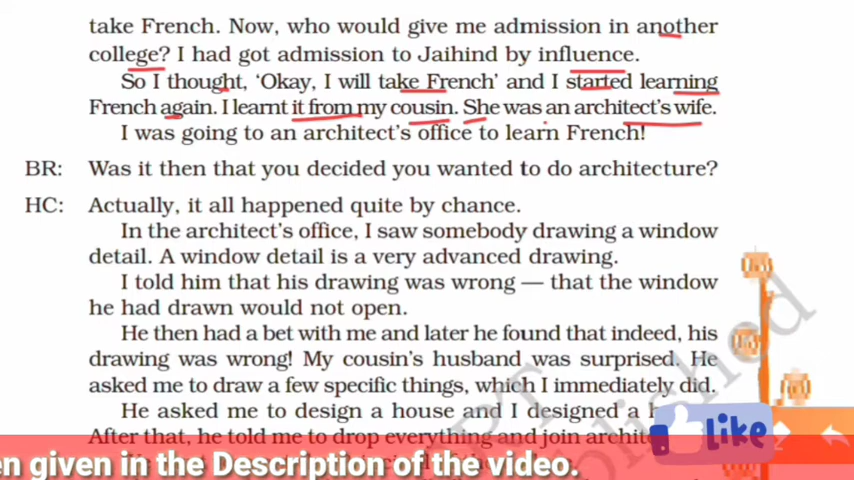 take French. Now, who would give me admission in another
college? I had got admission to Jaihind by influence.
So I thought, ‘Okay, I will take French’ and I started learning
French again. I learnt it from my cousin. She was an architect’s wife.
I was going to an architect’s office to learn French!
BR: Was it then that you decided you wanted to do architecture?
HC: Actually, it all happened quite by chance.
In the architect’s office, I saw somebody drawing a window
detail. A window detail is a very advanced drawing.
I told him that his drawing was wrong — that the window
he had drawn would not open.
He then had a bet with me and later he found that indeed, his
drawing was wrong! My cousin’s husband was surprised. He
asked me to draw a few specific things, which I immediately did.
He asked me to design a house and I designed a
After that, he told me to drop everything and join
like
given in the Description of the video.